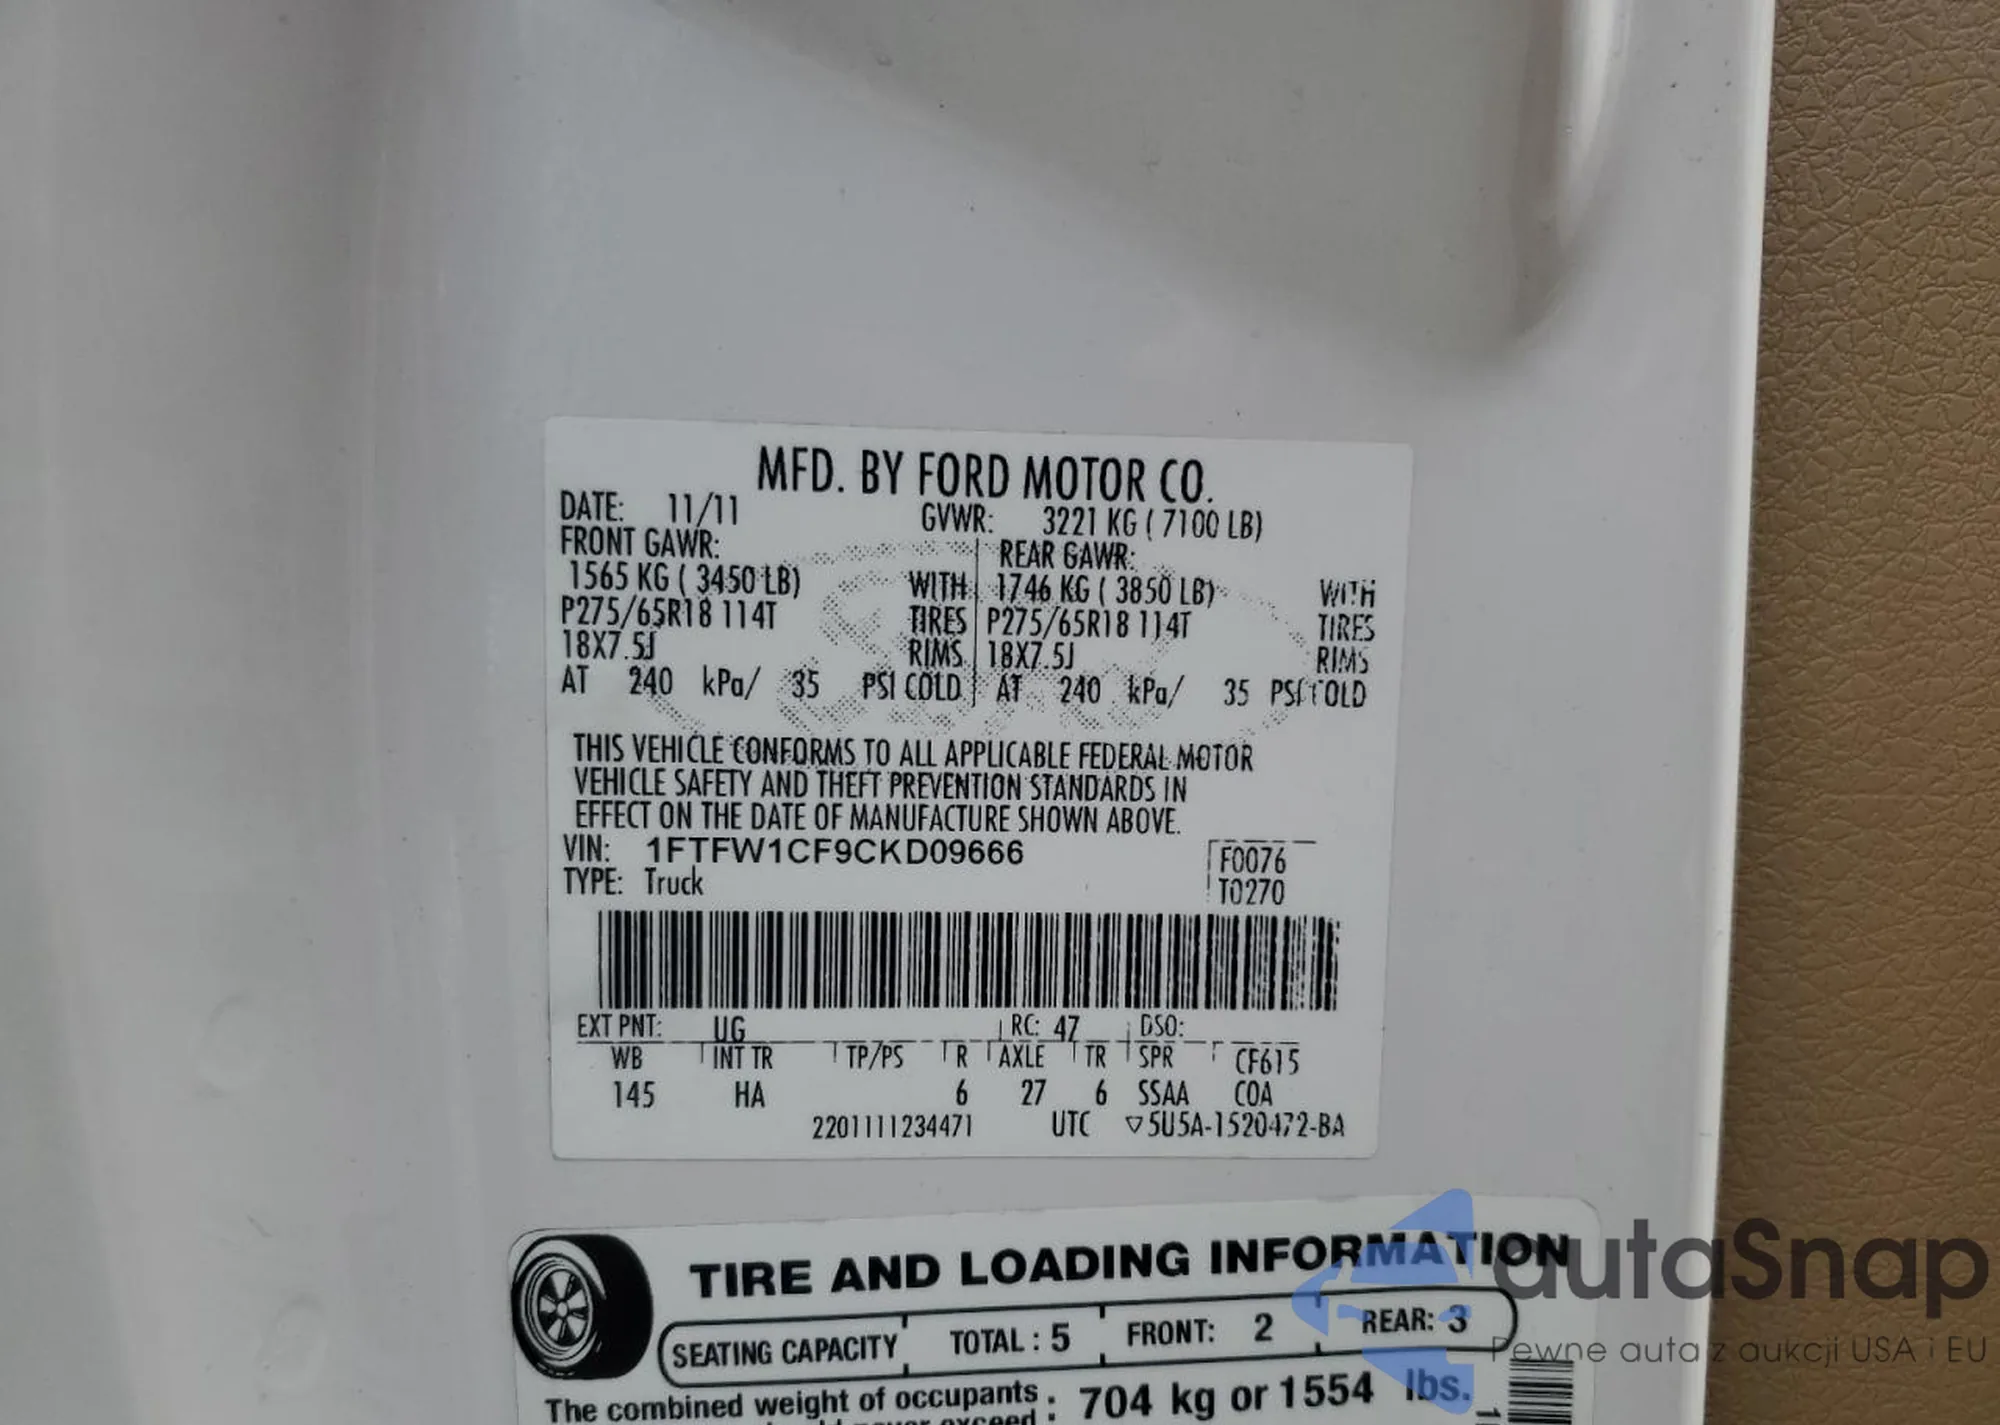 MFD. BY FORD MOTOR CO.
DATE: 11/11 GVWR: 3221 KG ( 7100 LB)
FRONT GAWR: REAR GAWR:
1565 KG ( 3450 LB) WITH 1746 KG ( 3850 LB) WITH
P275/65R18 114T TIRES P275/65R18 114T TIRES
18X7.5J RIMS 18X7.5J RIMS
AT 240 kPa/ 35 PSI COLD AT 240 kPa/ 35 PSI COLD
THIS VEHICLE CONFORMS TO ALL APPLICABLE FEDERAL MOTOR
VEHICLE SAFETY AND THEFT PREVENTION STANDARDS IN
EFFECT ON THE DATE OF MANUFACTURE SHOWN ABOVE.
VIN: 1FTFW1CF9CKD09666 F0076
TYPE: Truck T0270
EXT PNT: UG RC: 47 DSO:
WB INT TR TP/PS R AXLE TR SPR CF615
145 HA 6 27 6 SSAA COA
2201111234471 UTC ▽5U5A-1520472-BA
TIRE AND LOADING INFORMATION
SEATING CAPACITY TOTAL : 5 FRONT: 2 REAR: 3
The combined weight of occupants : 704 kg or 1554 lbs.
autaSnap
Pewne auta z aukcji USA i EU